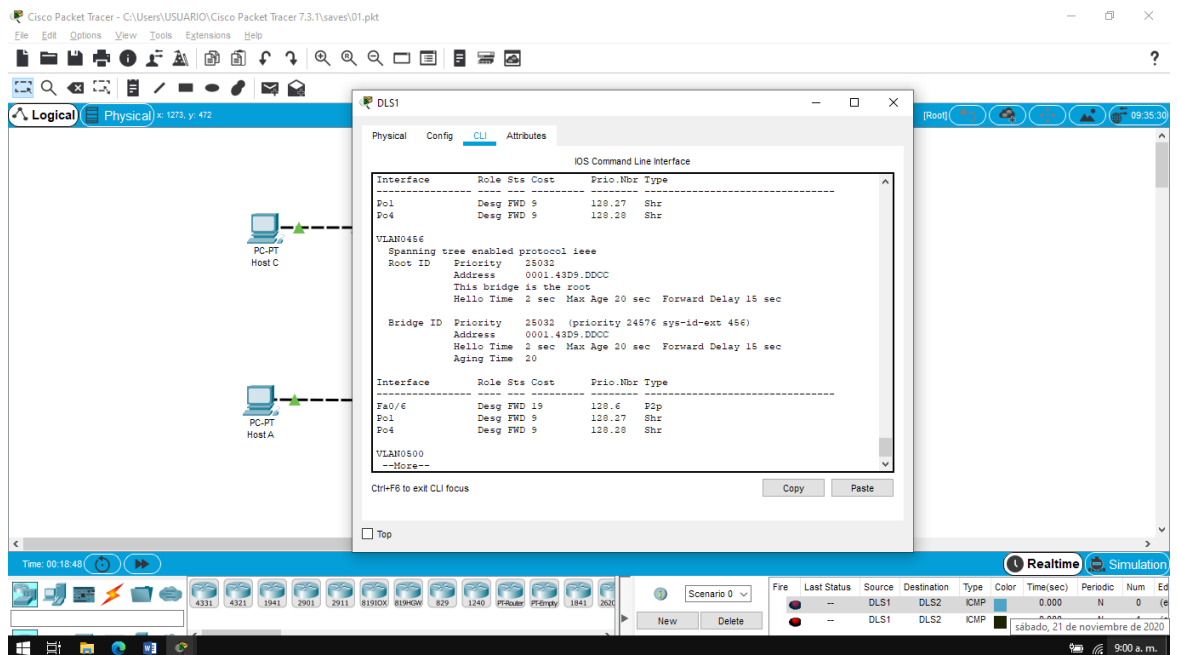 Cisco Packet Tracer - C:\Users\USUARIO\Cisco Packet Tracer 7.3.1\saves\01.pkt
File Edit Options View Tools Extensions Help
Logical Physical x: 1273, y: 472
[Root] 09:35:30
PC-PT
Host C
PC-PT
Host A
DLS1
Physical Config CLI Attributes
IOS Command Line Interface
Interface Role Sts Cost Prio.Nbr Type
---------------- ---- --- --------- -------- --------------------------------
Po1 Desg FWD 9 128.27 Shr
Po4 Desg FWD 9 128.28 Shr
VLAN0456
Spanning tree enabled protocol ieee
Root ID Priority 25032
Address 0001.43D9.DDCC
This bridge is the root
Hello Time 2 sec Max Age 20 sec Forward Delay 15 sec
Bridge ID Priority 25032 (priority 24576 sys-id-ext 456)
Address 0001.43D9.DDCC
Hello Time 2 sec Max Age 20 sec Forward Delay 15 sec
Aging Time 20
Interface Role Sts Cost Prio.Nbr Type
---------------- ---- --- --------- -------- --------------------------------
Fa0/6 Desg FWD 19 128.6 P2p
Po1 Desg FWD 9 128.27 Shr
Po4 Desg FWD 9 128.28 Shr
VLAN0500
--More--
Ctrl+F6 to exit CLI focus
Copy Paste
Top
Time: 00:18:48
Realtime Simulation
4331 4321 1941 2901 2911 819IOX 819HGW 829 1240 PT-Router PT-Empty 1841 2620
Scenario 0
New Delete
Fire Last Status Source Destination Type Color Time(sec) Periodic Num Ed
-- DLS1 DLS2 ICMP 0.000 N 0 (e
-- DLS1 DLS2 ICMP
sábado, 21 de noviembre de 2020
9:00 a. m.